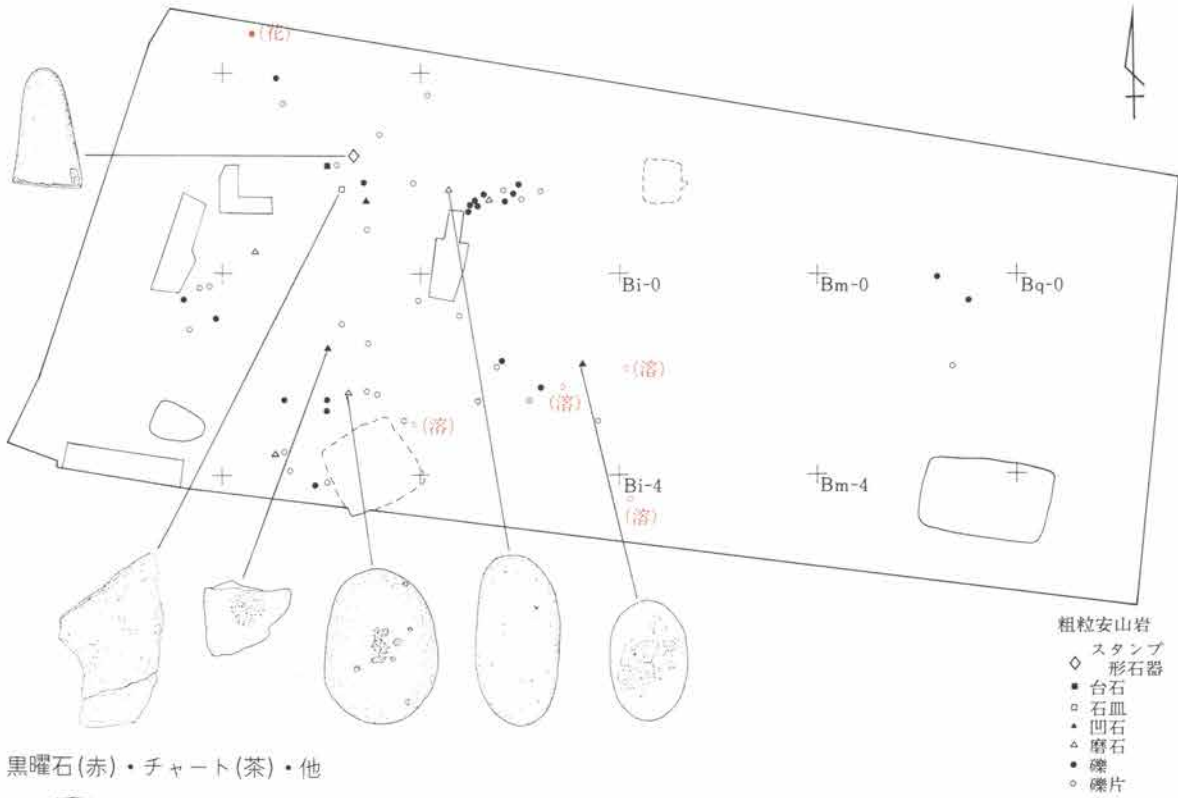 (花)
Bi-0
Bm-0
Bq-0
(溶)
(溶)
(溶)
Bi-4
Bm-4
(溶)
粗粒安山岩
◇ スタンプ
形石器
■ 台石
□ 石皿
▲ 凹石
△ 磨石
● 礫
○ 礫片
黒曜石(赤)・チャート(茶)・他